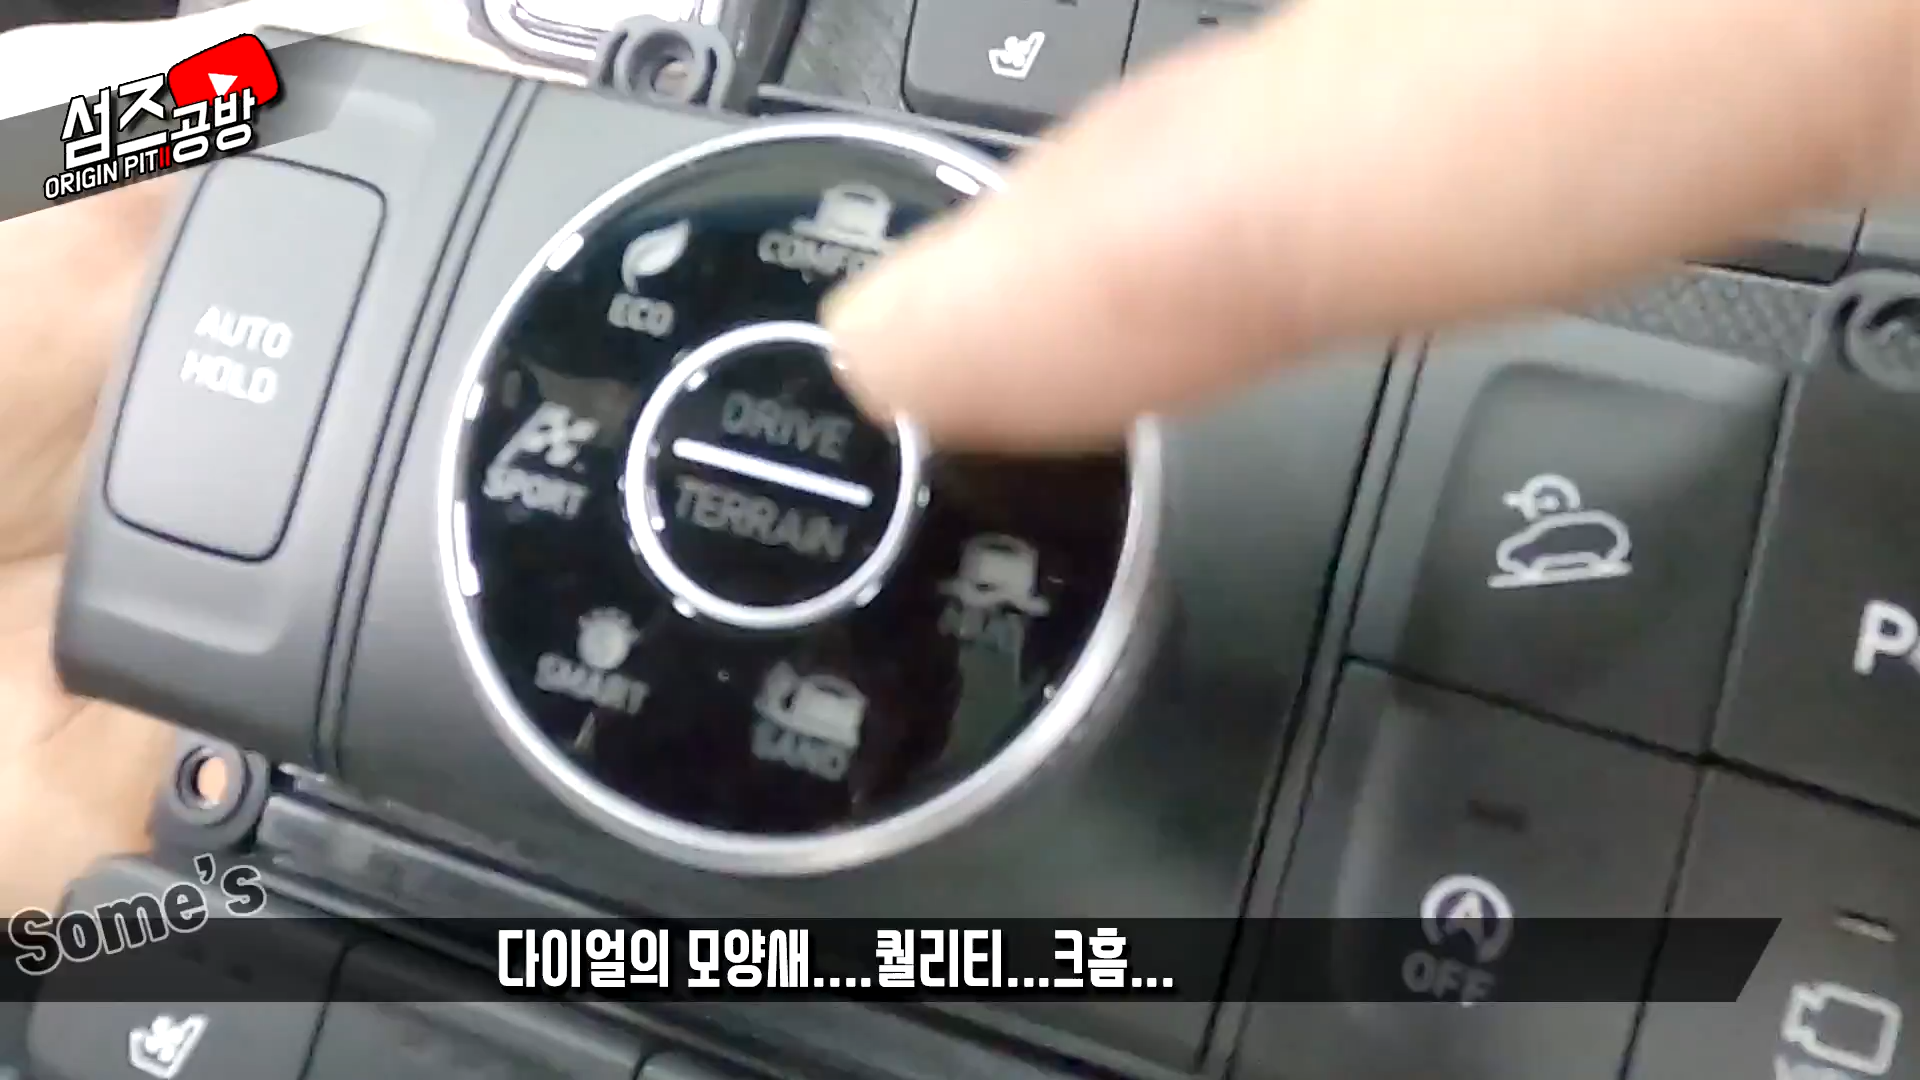 섬즈공방
ORIGIN PITII
AUTO
HOLD
ECO
SPORT
DRIVE
TERRAIN
SMART
SAND
OFF
Some's
다이얼의 모양새....퀄리티...크흠...